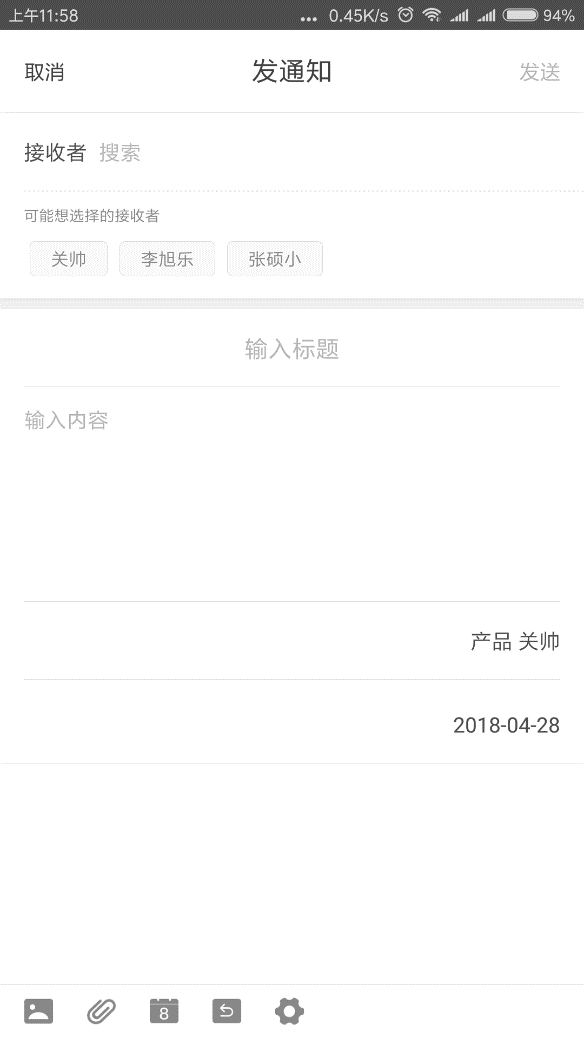 上午11:58 ... 0.45K/s 94%
取消 发通知 发送
接收者 搜索
可能想选择的接收者
关帅 李旭乐 张硕小
输入标题
输入内容
产品 关帅
2018-04-28
8